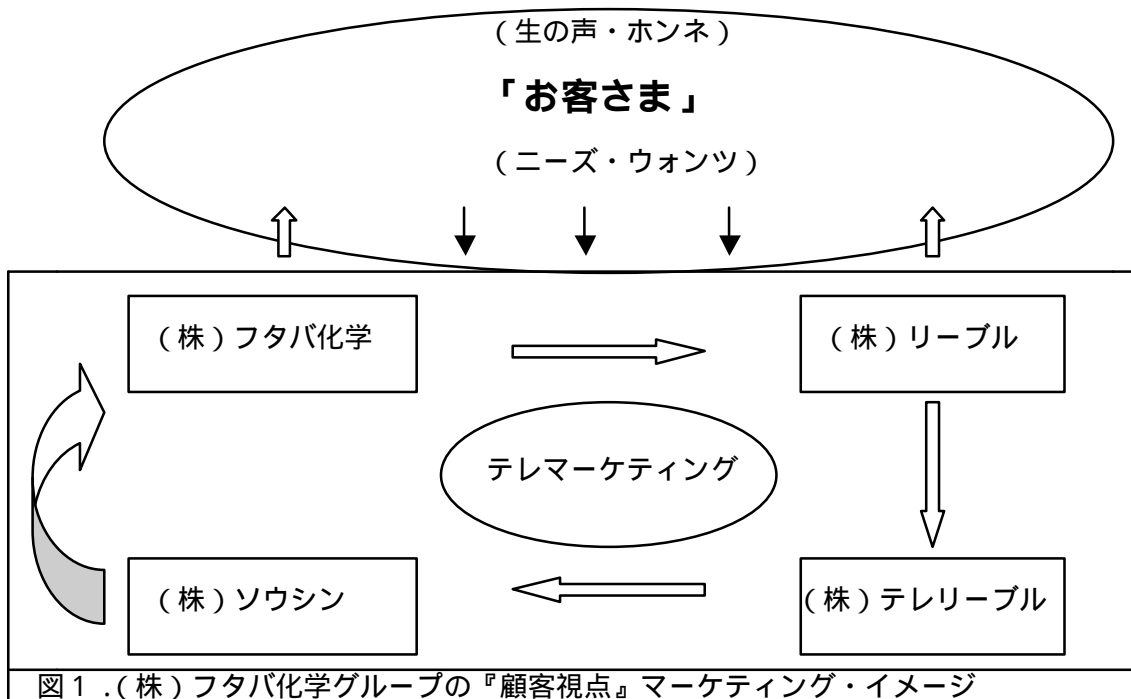 （生の声・ホンネ）
「お客さま」
（ニーズ・ウォンツ）
（株）フタバ化学
（株）リーブル
テレマーケティング
（株）ソウシン
（株）テレリーブル
図１．（株）フタバ化学グループの『顧客視点』マーケティング・イメージ